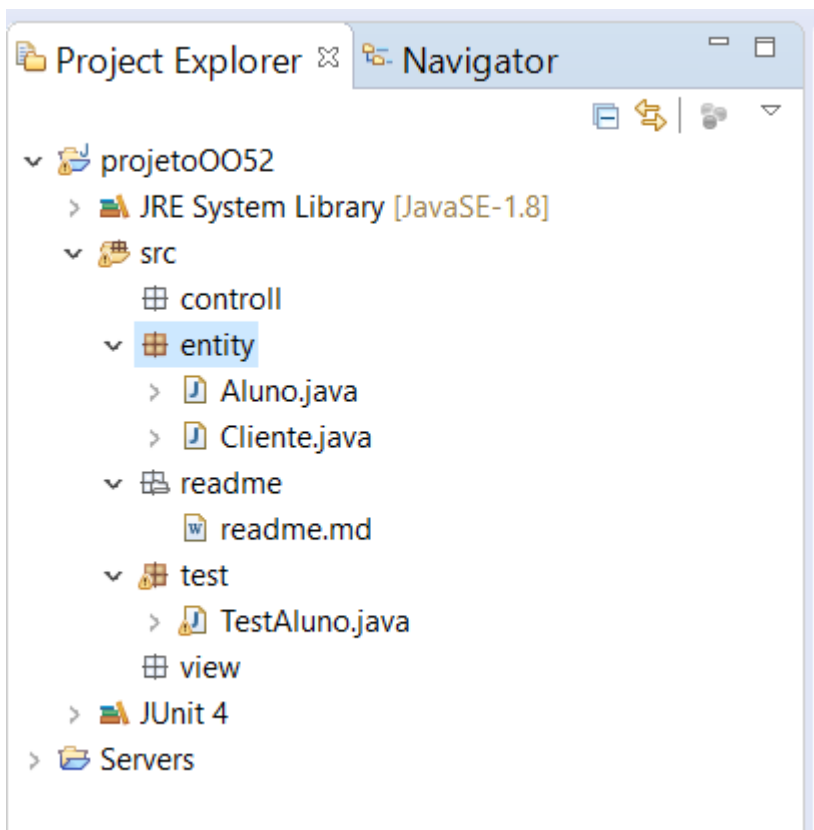 Project Explorer Navigator
projetoOO52
JRE System Library [JavaSE-1.8]
src
controll
entity
Aluno.java
Cliente.java
readme
readme.md
test
TestAluno.java
view
JUnit 4
Servers